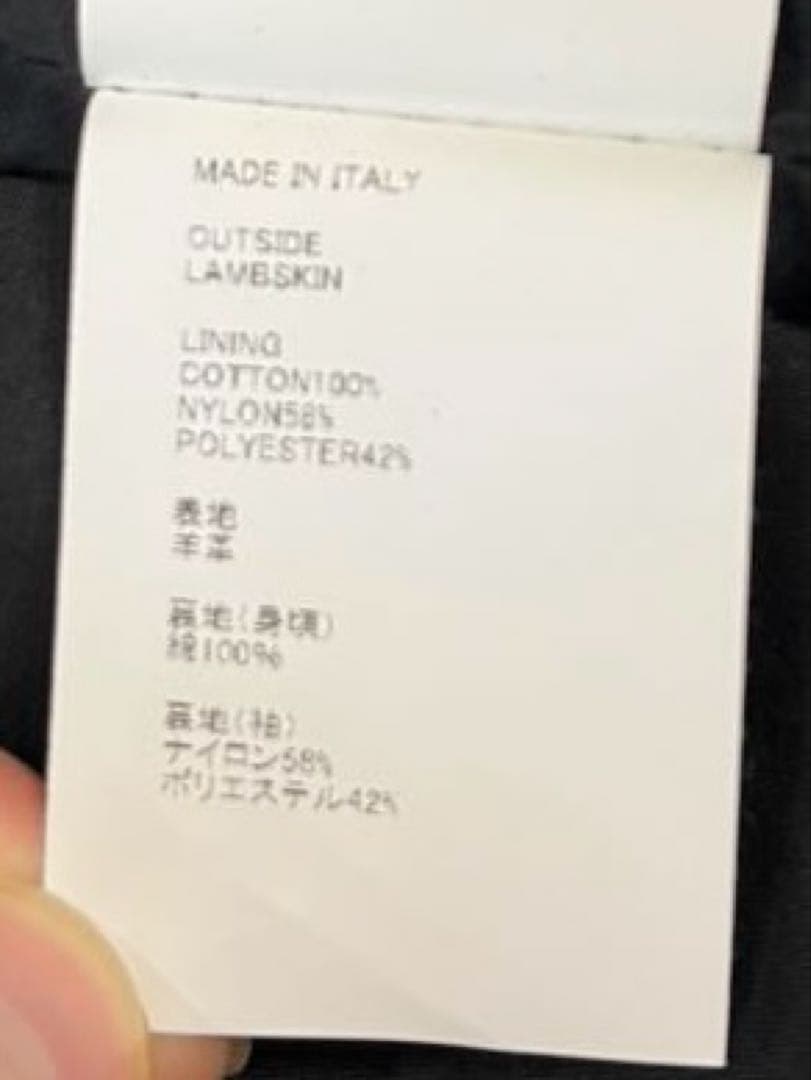 MADE IN ITALY
OUTSIDE
LAMBSKIN
LINING
COTTON100%
NYLON58%
POLYESTER42%
表地
羊革
裏地(身頃)
綿100%
裏地(袖)
ナイロン58%
ポリエステル42%